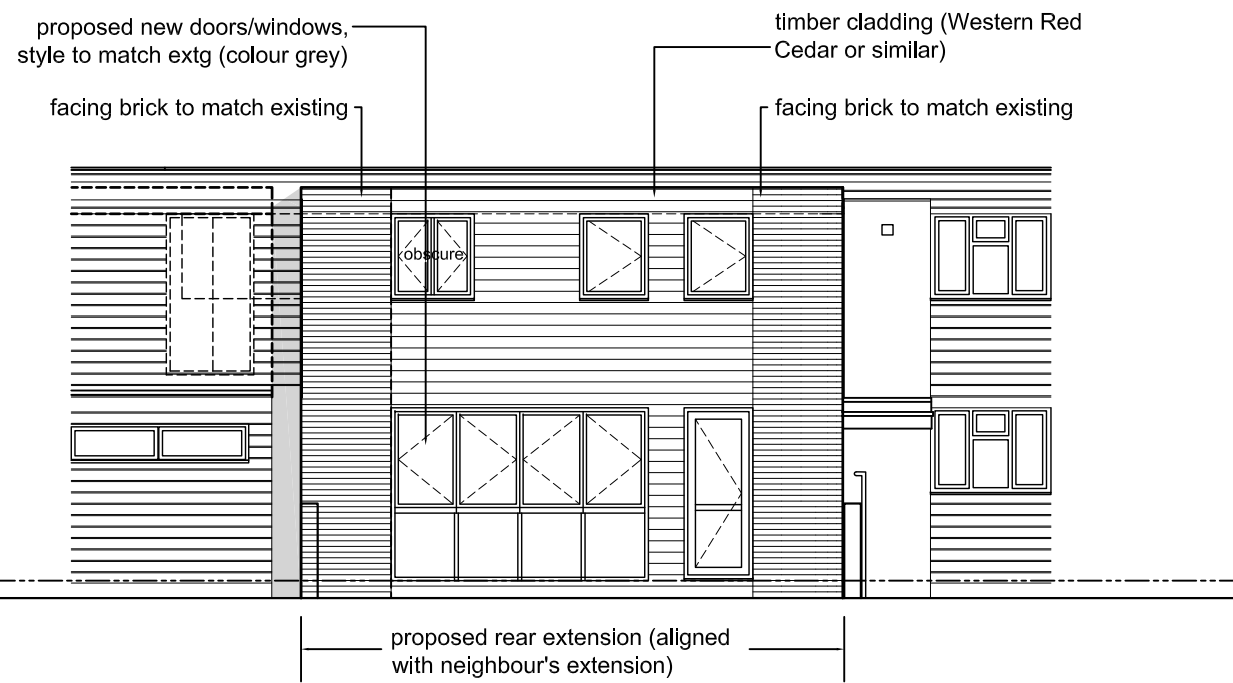 proposed new doors/windows,
style to match extg (colour grey)
timber cladding (Western Red
Cedar or similar)
facing brick to match existing
facing brick to match existing
obscure
proposed rear extension (aligned
with neighbour's extension)